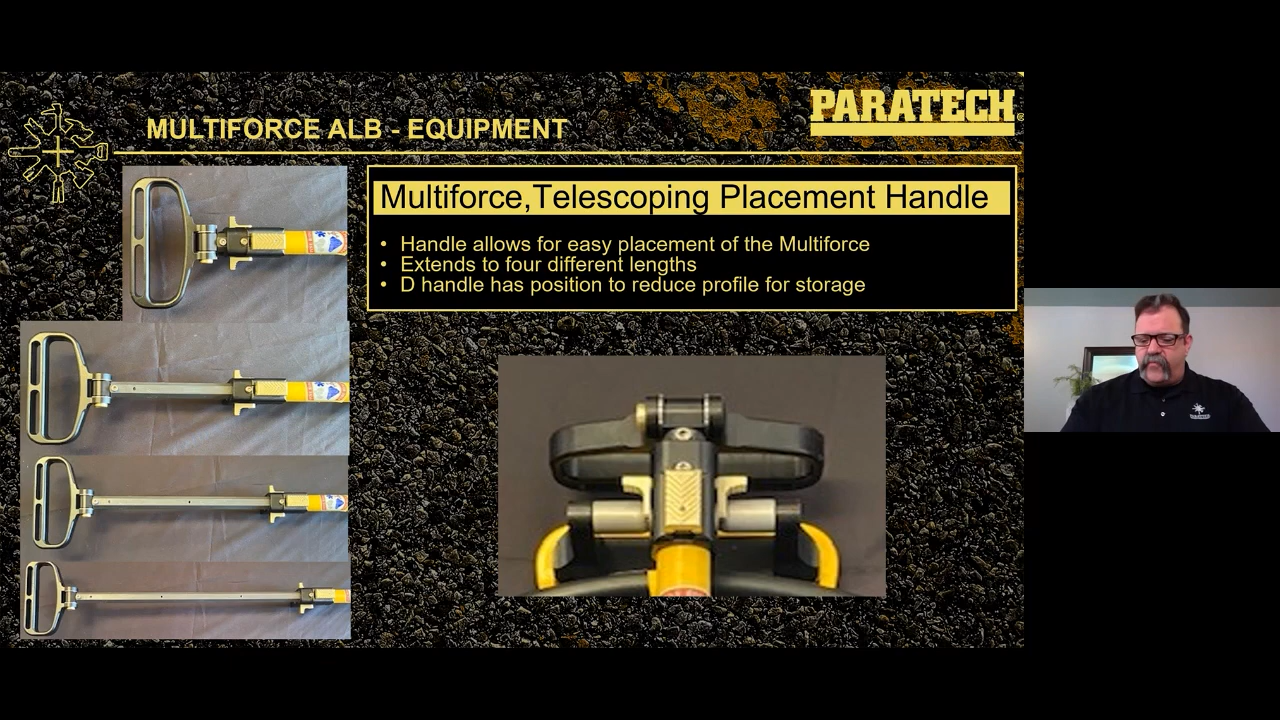 PARATECH®
MULTIFORCE ALB - EQUIPMENT
Multiforce,Telescoping Placement Handle
• Handle allows for easy placement of the Multiforce
• Extends to four different lengths
• D handle has position to reduce profile for storage